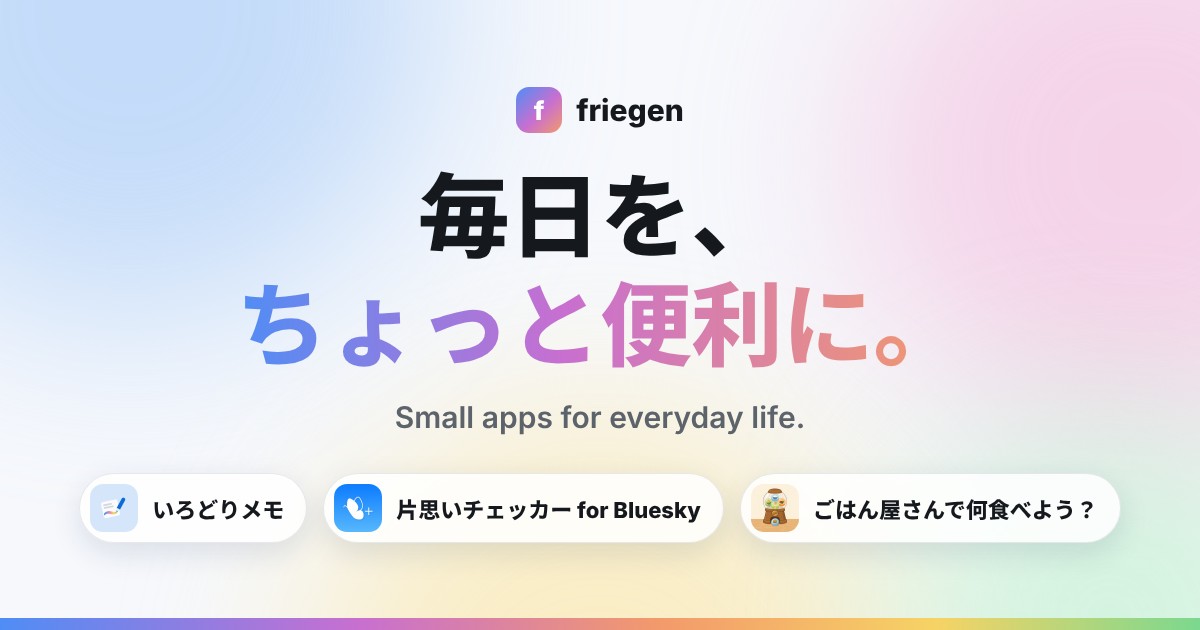 f friegen
毎日を、
ちょっと便利に。
Small apps for everyday life.
いろどりメモ
片思いチェッカー for Bluesky
ごはん屋さんで何食べよう？